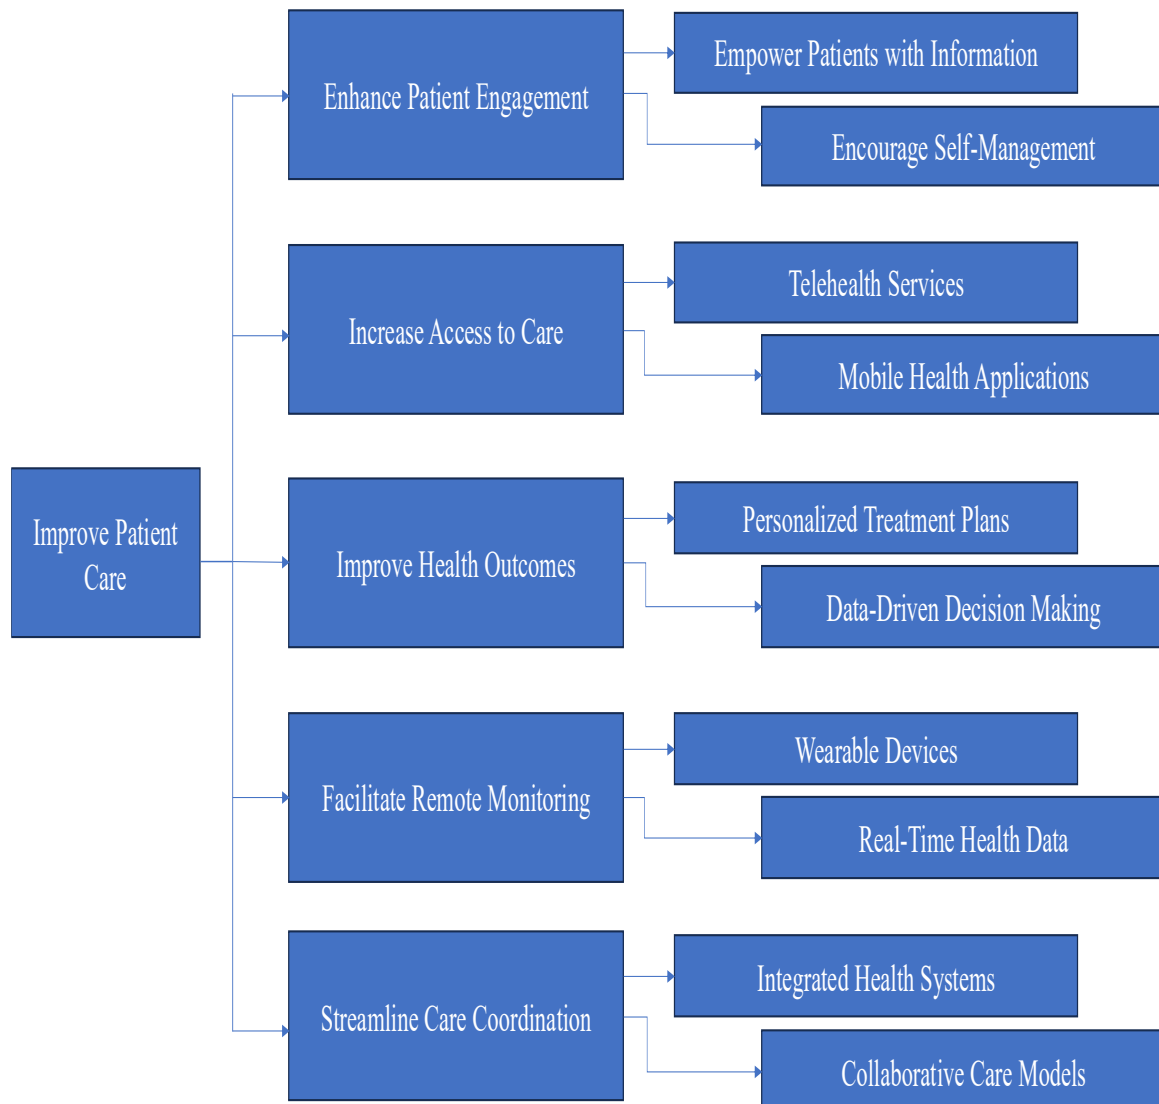 Improve Patient
Care
Enhance Patient Engagement
Empower Patients with Information
Encourage Self-Management
Increase Access to Care
Telehealth Services
Mobile Health Applications
Improve Health Outcomes
Personalized Treatment Plans
Data-Driven Decision Making
Facilitate Remote Monitoring
Wearable Devices
Real-Time Health Data
Streamline Care Coordination
Integrated Health Systems
Collaborative Care Models